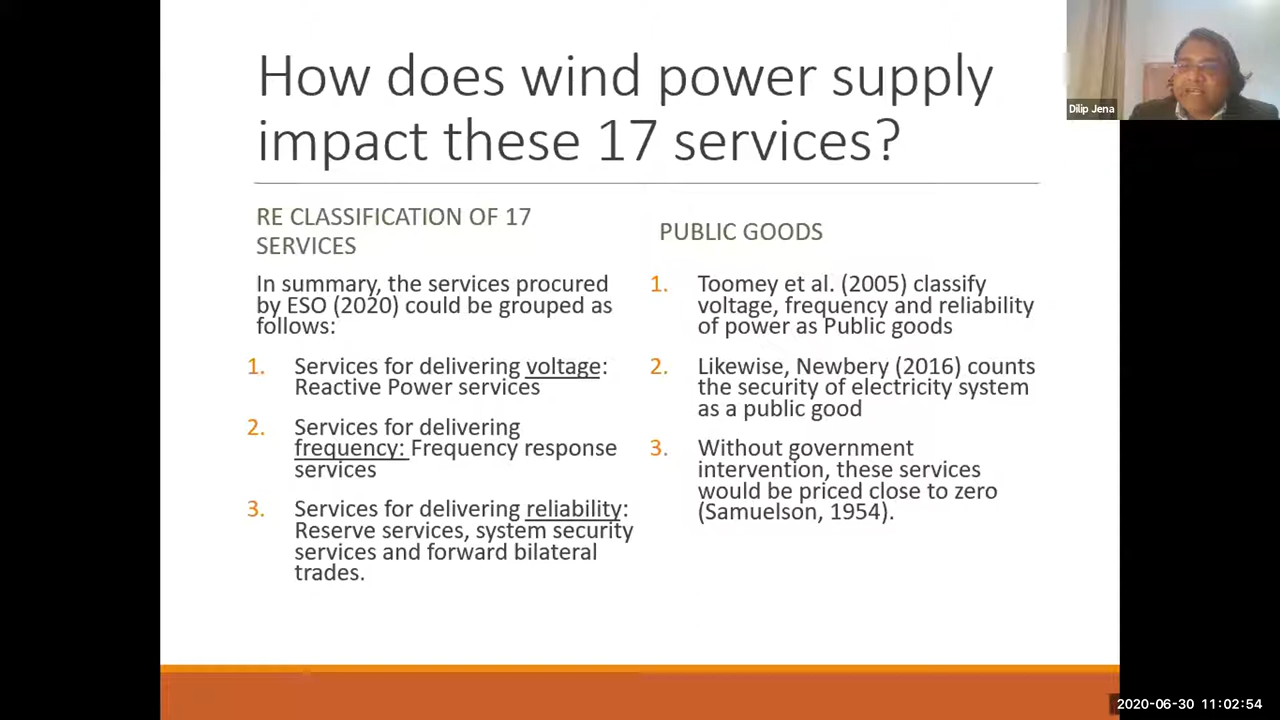 How does wind power supply
impact these 17 services?
RE CLASSIFICATION OF 17
SERVICES
In summary, the services procured
by ESO (2020) could be grouped as
follows:
1. Services for delivering voltage:
Reactive Power services
2. Services for delivering
frequency: Frequency response
services
3. Services for delivering reliability:
Reserve services, system security
services and forward bilateral
trades.
PUBLIC GOODS
1. Toomey et al. (2005) classify
voltage, frequency and reliability
of power as Public goods
2. Likewise, Newbery (2016) counts
the security of electricity system
as a public good
3. Without government
intervention, these services
would be priced close to zero
(Samuelson, 1954).
Dilip Jena
2020-06-30 11:02:54